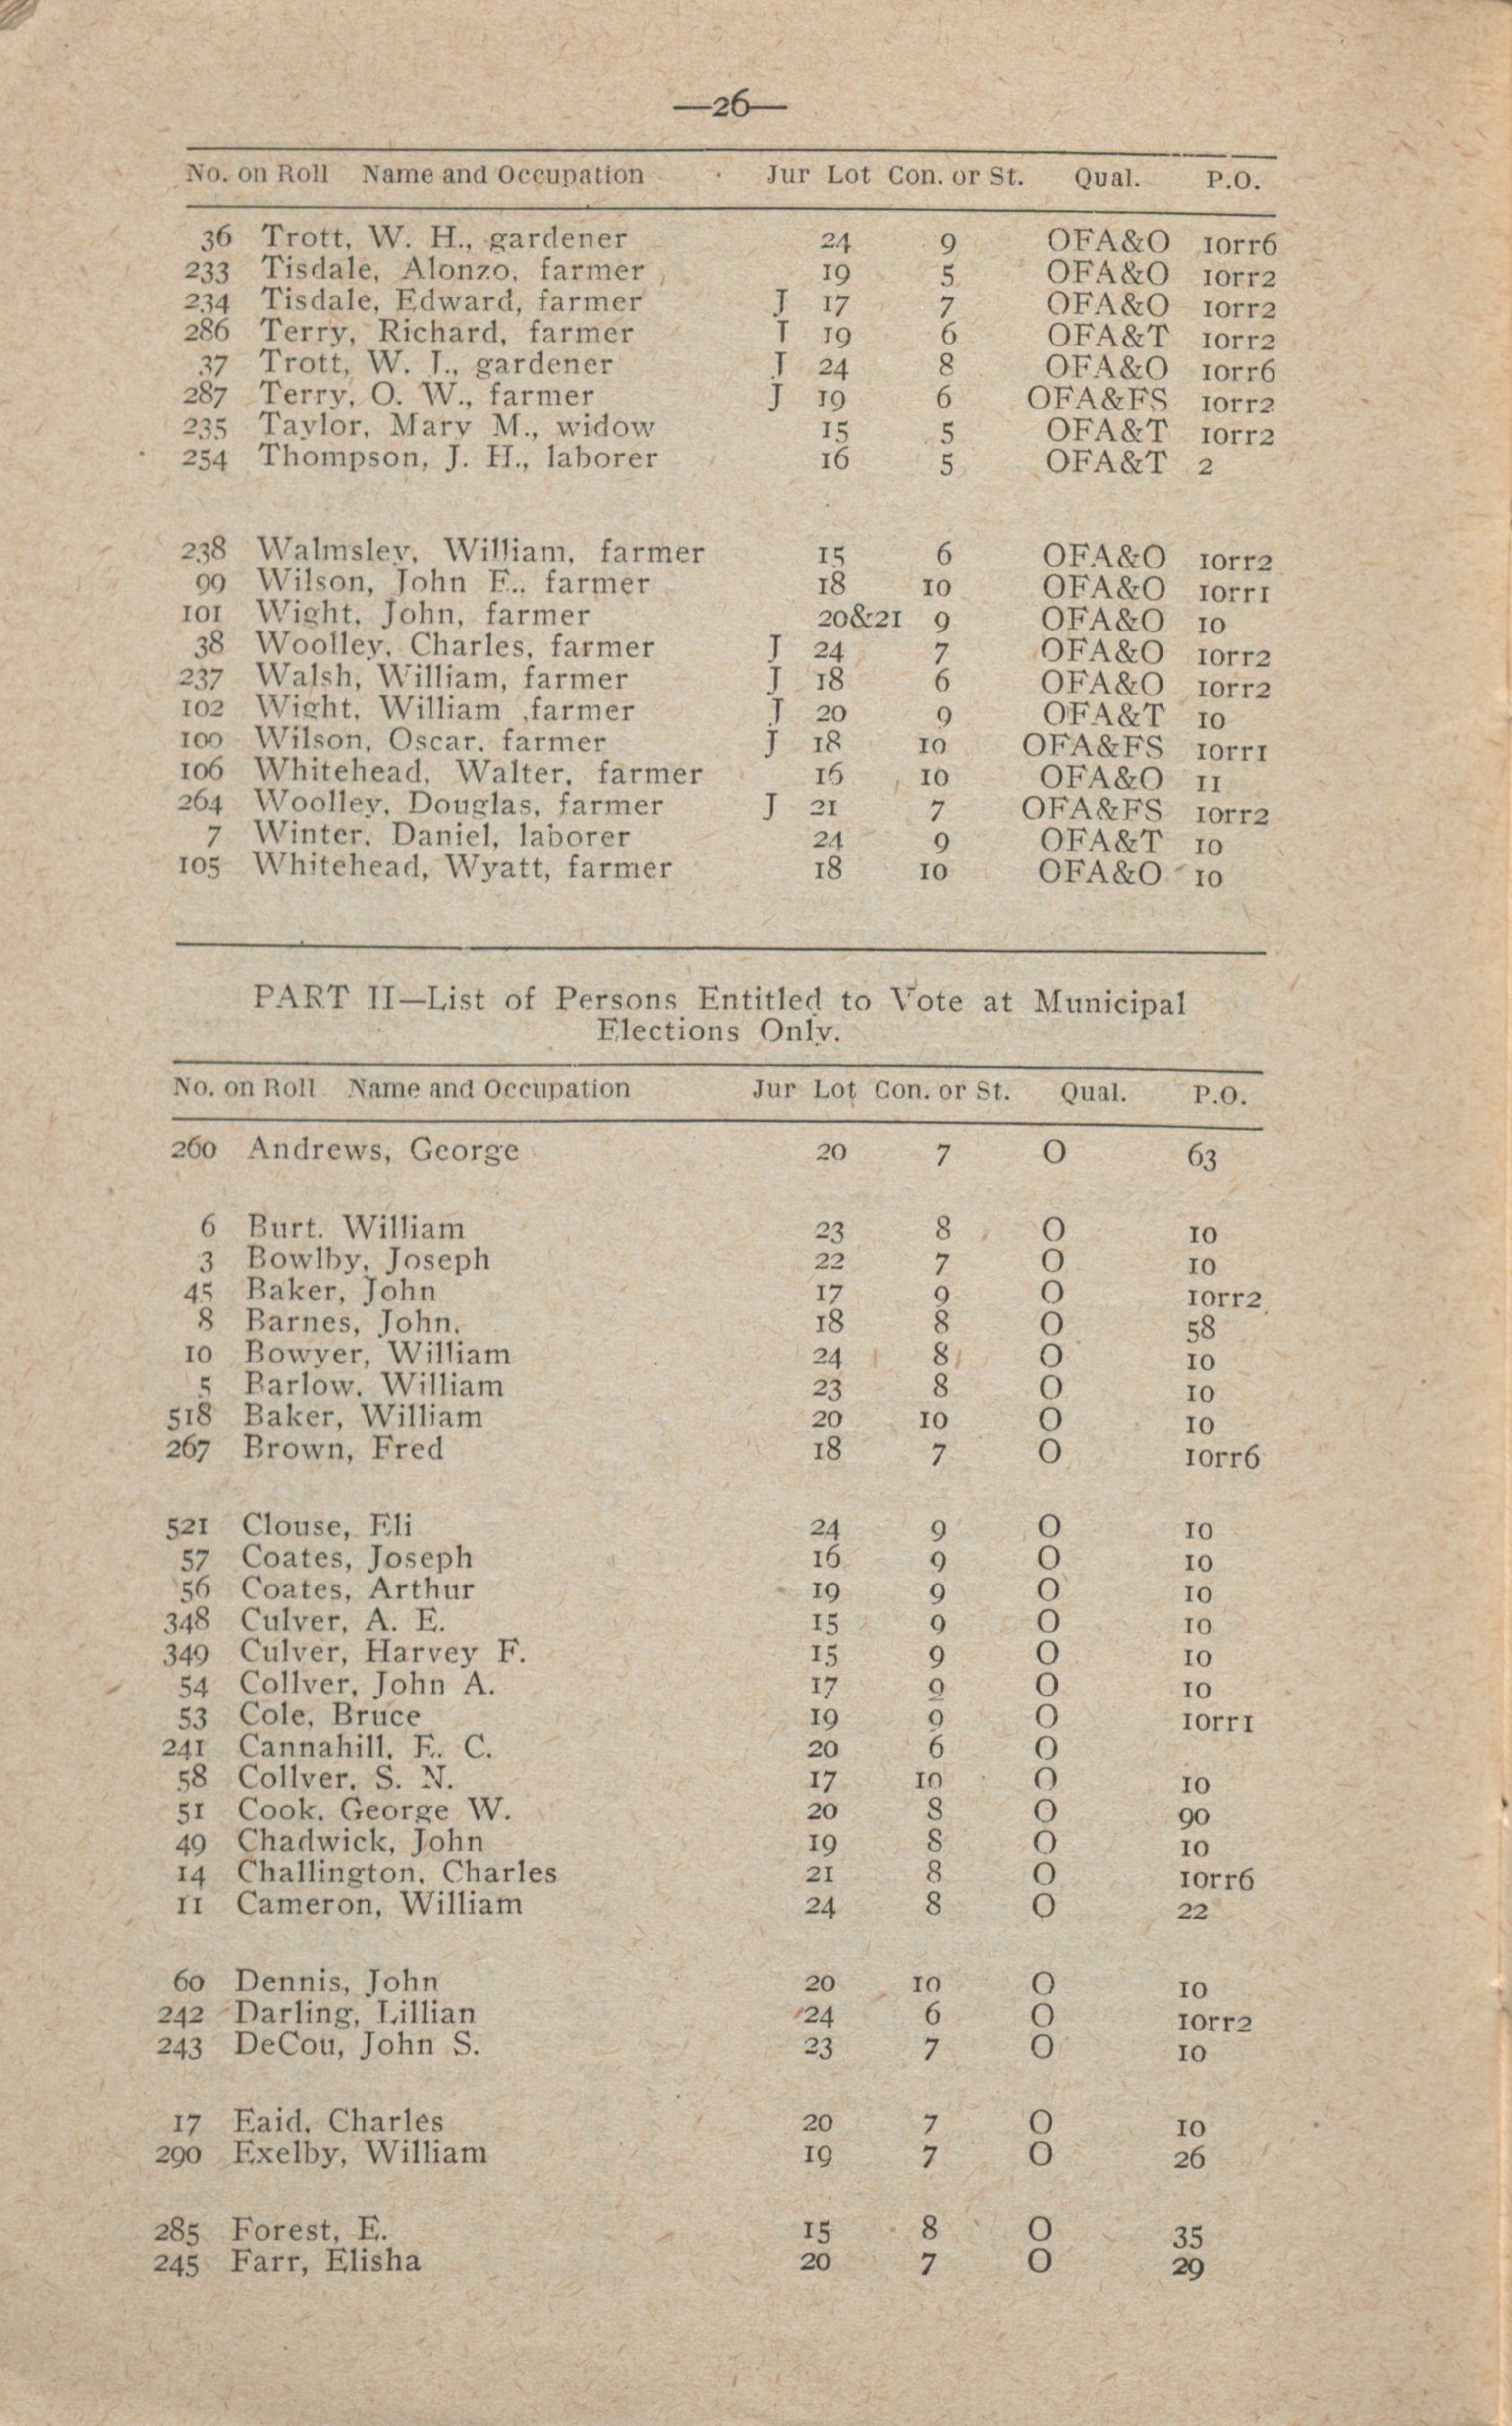 —26—
No. on Roll Name and Occupation Jur Lot Con. or St. Qual. P.O.
36 Trott, W. H., gardener 24 9 OFA&O 10rr6
233 Tisdale, Alonzo, farmer 19 5 OFA&O 10rr2
234 Tisdale, Edward, farmer J 17 7 OFA&O 10rr2
286 Terry, Richard, farmer J 19 6 OFA&T 10rr2
37 Trott, W. J., gardener J 24 8 OFA&O 10rr6
287 Terry, O. W., farmer J 19 6 OFA&FS 10rr2
235 Taylor, Mary M., widow 15 5 OFA&T 10rr2
254 Thompson, J. H., laborer 16 5 OFA&T 2
238 Walmsley, William, farmer 15 6 OFA&O 10rr2
99 Wilson, John E., farmer 18 10 OFA&O 10rr1
101 Wight, John, farmer 20&21 9 OFA&O 10
38 Woolley, Charles, farmer J 24 7 OFA&O 10rr2
237 Walsh, William, farmer J 18 6 OFA&O 10rr2
102 Wight, William ,farmer J 20 9 OFA&T 10
100 Wilson, Oscar, farmer J 18 10 OFA&FS 10rr1
106 Whitehead, Walter, farmer 16 10 OFA&O 11
264 Woolley, Douglas, farmer J 21 7 OFA&FS 10rr2
7 Winter, Daniel, laborer 24 9 OFA&T 10
105 Whitehead, Wyatt, farmer 18 10 OFA&O 10
PART II—List of Persons Entitled to Vote at Municipal
Elections Only.
No. on Roll Name and Occupation Jur Lot Con. or St. Qual. P.O.
260 Andrews, George 20 7 O 63
6 Burt. William 23 8 O 10
3 Bowlby, Joseph 22 7 O 10
45 Baker, John 17 9 O 10rr2
8 Barnes, John. 18 8 O 58
10 Bowyer, William 24 8 O 10
5 Barlow, William 23 8 O 10
518 Baker, William 20 10 O 10
267 Brown, Fred 18 7 O 10rr6
521 Clouse, Eli 24 9 O 10
57 Coates, Joseph 16 9 O 10
56 Coates, Arthur 19 9 O 10
348 Culver, A. E. 15 9 O 10
349 Culver, Harvey F. 15 9 O 10
54 Collver, John A. 17 9 O 10
53 Cole, Bruce 19 9 O 10rr1
241 Cannahill, E. C. 20 6 O
58 Collver, S. N. 17 10 O 10
51 Cook, George W. 20 8 O 90
49 Chadwick, John 19 8 O 10
14 Challington, Charles 21 8 O 10rr6
11 Cameron, William 24 8 O 22
60 Dennis, John 20 10 O 10
242 Darling, Lillian 24 6 O 10rr2
243 DeCou, John S. 23 7 O 10
17 Eaid, Charles 20 7 O 10
290 Exelby, William 19 7 O 26
285 Forest, E. 15 8 O 35
245 Farr, Elisha 20 7 O 29